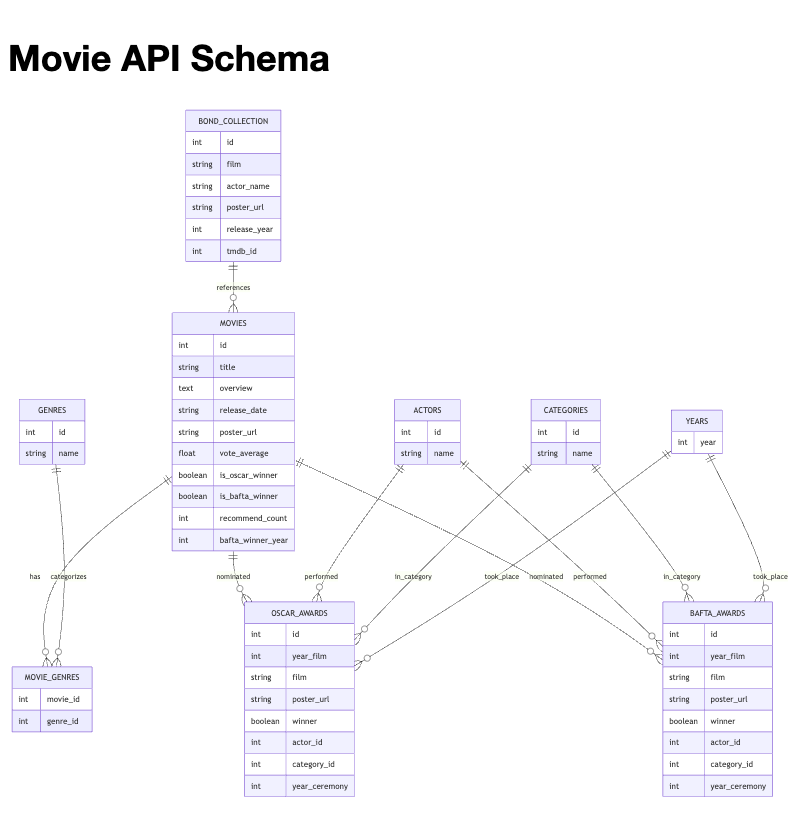 Movie API Schema
BOND_COLLECTION
int id
string film
string actor_name
string poster_url
int release_year
int tmdb_id
references
MOVIES
int id
string title
text overview
string release_date
string poster_url
float vote_average
boolean is_oscar_winner
boolean is_bafta_winner
int recommend_count
int bafta_winner_year
GENRES
int id
string name
ACTORS
int id
string name
CATEGORIES
int id
string name
YEARS
int year
has categorizes nominated performed in_category took_place nominated performed in_category took_place
MOVIE_GENRES
int movie_id
int genre_id
OSCAR_AWARDS
int id
int year_film
string film
string poster_url
boolean winner
int actor_id
int category_id
int year_ceremony
BAFTA_AWARDS
int id
int year_film
string film
string poster_url
boolean winner
int actor_id
int category_id
int year_ceremony